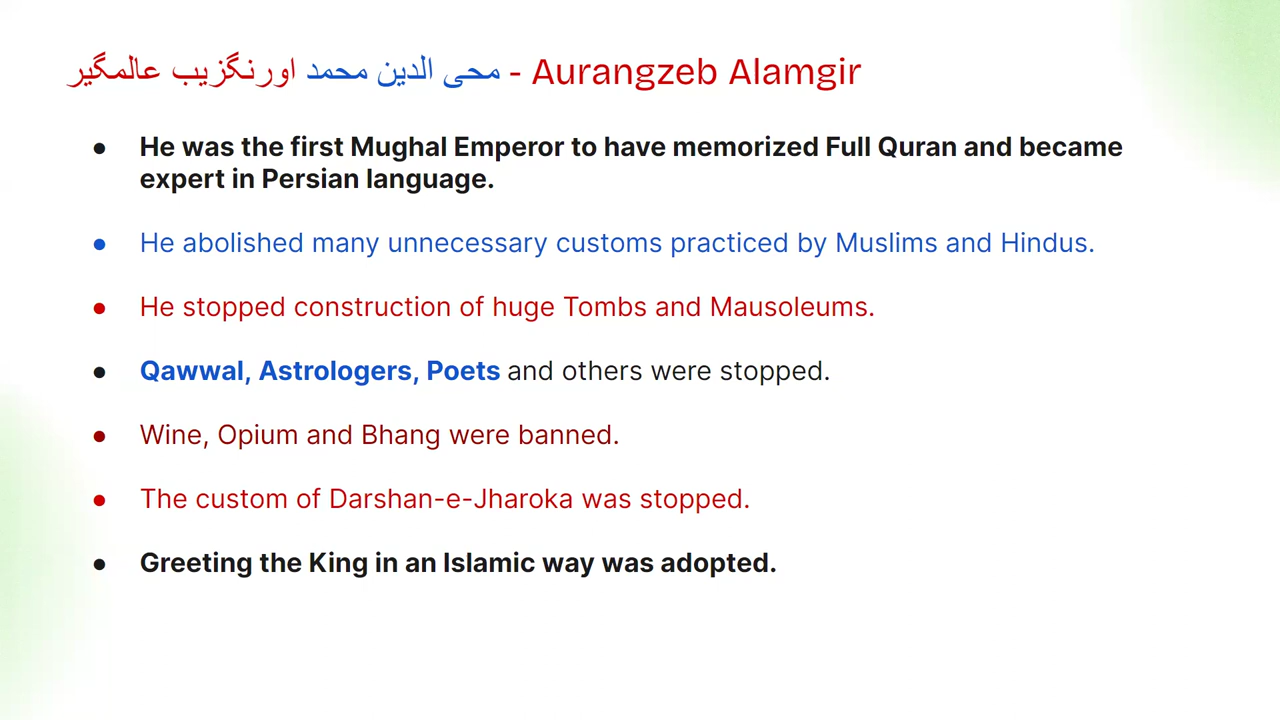 محی الدین محمد اورنگزیب عالمگیر - Aurangzeb Alamgir
● He was the first Mughal Emperor to have memorized Full Quran and became
expert in Persian language.
● He abolished many unnecessary customs practiced by Muslims and Hindus.
● He stopped construction of huge Tombs and Mausoleums.
● Qawwal, Astrologers, Poets and others were stopped.
● Wine, Opium and Bhang were banned.
● The custom of Darshan-e-Jharoka was stopped.
● Greeting the King in an Islamic way was adopted.